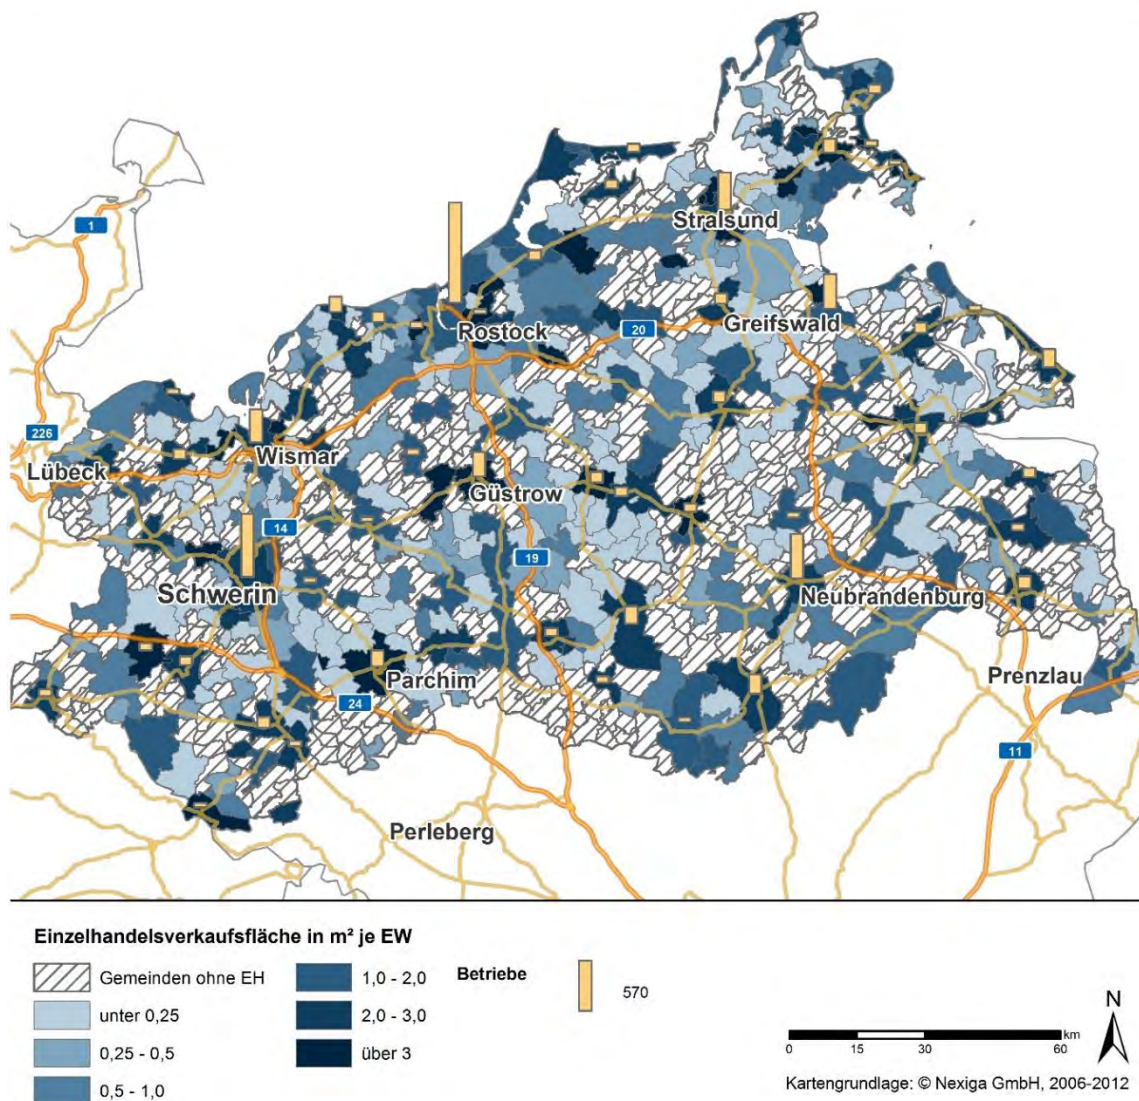 1
Stralsund
Rostock
20
Greifswald
226
Lübeck
Wismar
Güstrow
14
19
Schwerin
Neubrandenburg
Parchim
Prenzlau
24
11
Perleberg
Einzelhandelsverkaufsfläche in m² je EW
Gemeinden ohne EH
unter 0,25
0,25 - 0,5
0,5 - 1,0
1,0 - 2,0
2,0 - 3,0
über 3
Betriebe
570
N
km
0 15 30 60
Kartengrundlage: © Nexiga GmbH, 2006-2012